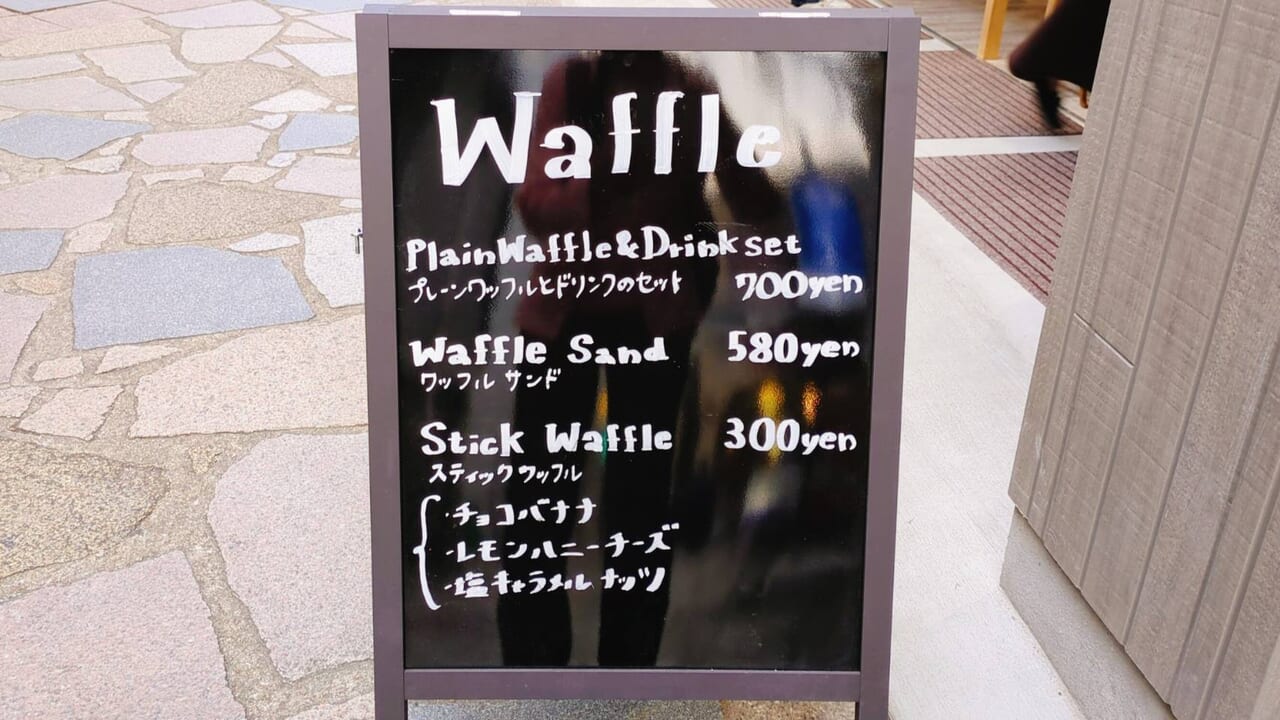 Waffle
Plain Waffle & Drink set
プレーンワッフルとドリンクのセット 700yen
Waffle Sand 580yen
ワッフル サンド
Stick Waffle 300yen
スティックワッフル
・チョコバナナ
・レモンハニーチーズ
・塩キャラメルナッツ